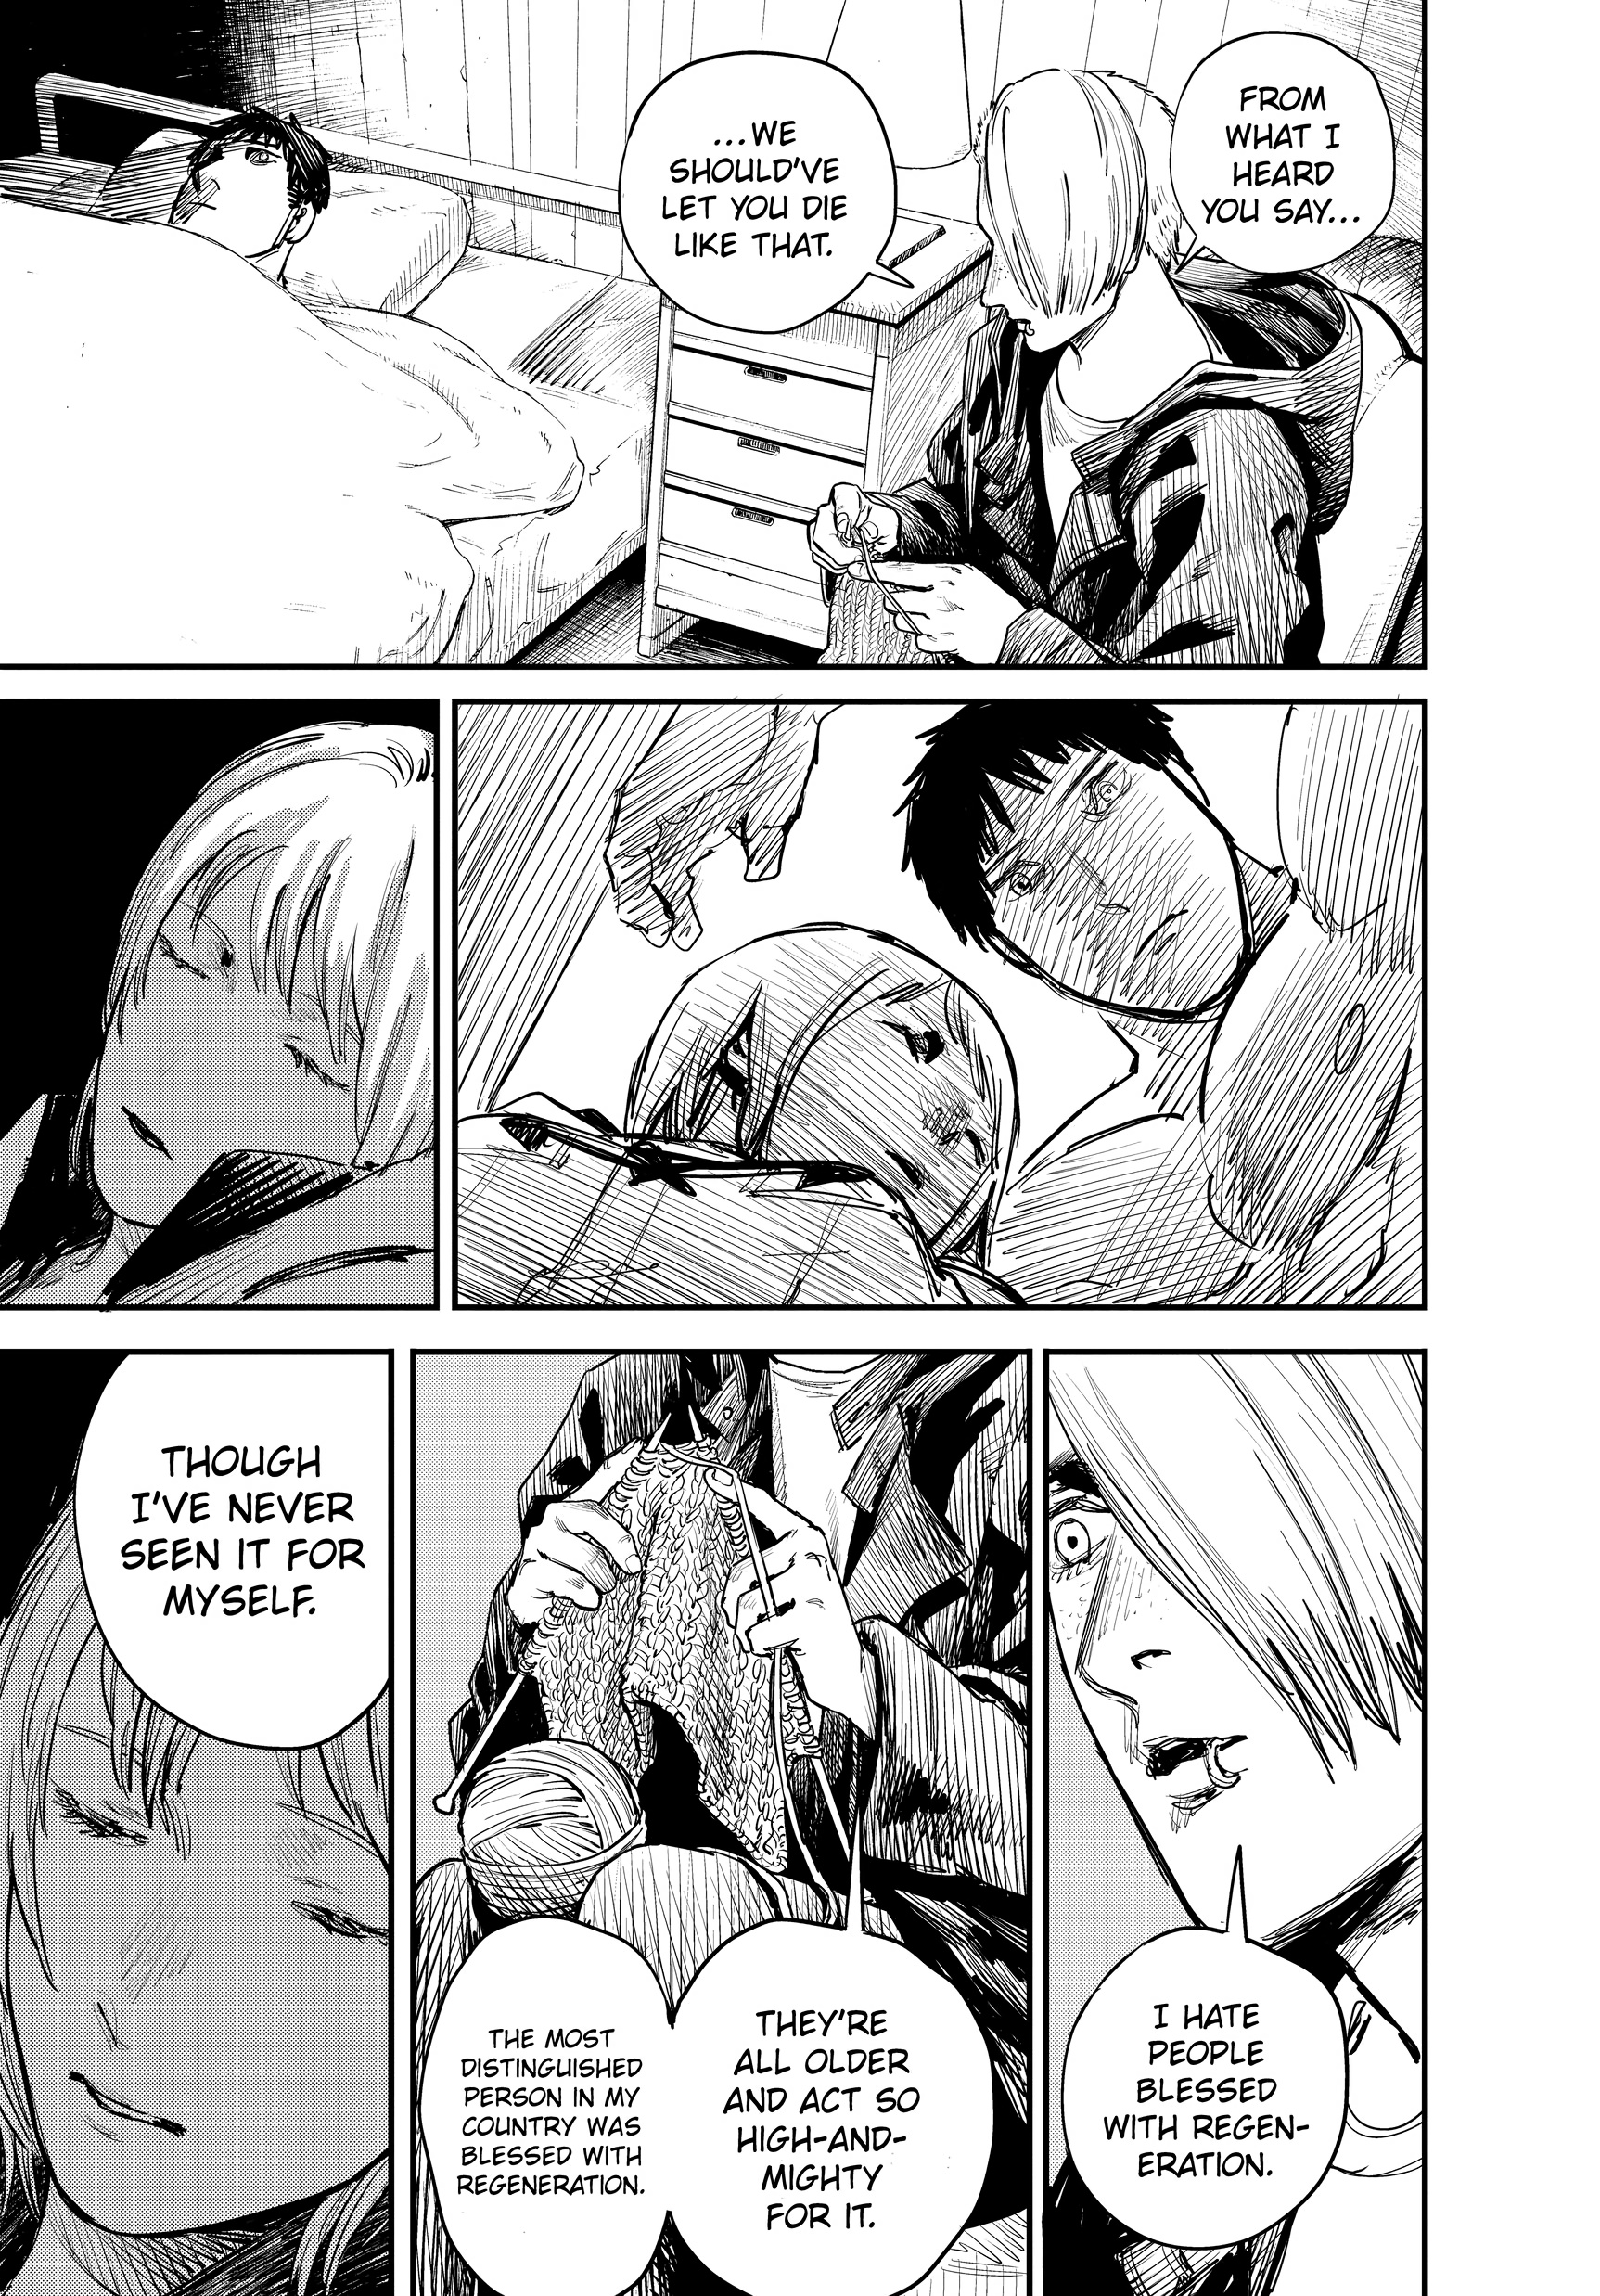 FROM
WHAT I
HEARD
YOU SAY...
...WE
SHOULD'VE
LET YOU DIE
LIKE THAT.
I HATE
PEOPLE
BLESSED
WITH REGEN-
ERATION.
THEY'RE
ALL OLDER
AND ACT SO
HIGH-AND-
MIGHTY
FOR IT.
THE MOST
DISTINGUISHED
PERSON IN MY
COUNTRY WAS
BLESSED WITH
REGENERATION.
THOUGH
I'VE NEVER
SEEN IT FOR
MYSELF.